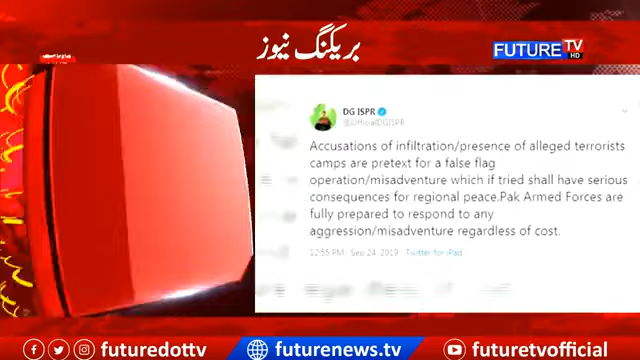 بریکنگ نیوز
FUTURE TV
HD
DG ISPR
@OfficialDGISPR
Accusations of infiltration/presence of alleged terrorists
camps are pretext for a false flag
operation/misadventure which if tried shall have serious
consequences for regional peace.Pak Armed Forces are
fully prepared to respond to any
aggression/misadventure regardless of cost.
12:55 PM · Sep 24, 2019 · Twitter for iPad
futuredottv
futurenews.tv
futuretvofficial